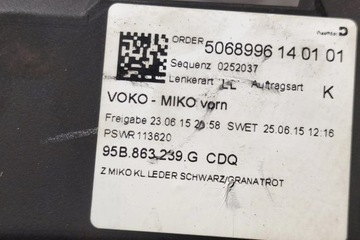 ORDER 5068996 14 01 01
Sequenz 0252037
Lenkerart LL Auftragsart K
VOKO - MIKO vorn
Freigabe 23.06.15 21:58 SWET 25.06.15 12:16
PSWR 113620
95B.863.239.G CDQ
Z MIKO KL LEDER SCHWARZ/GRANATROT